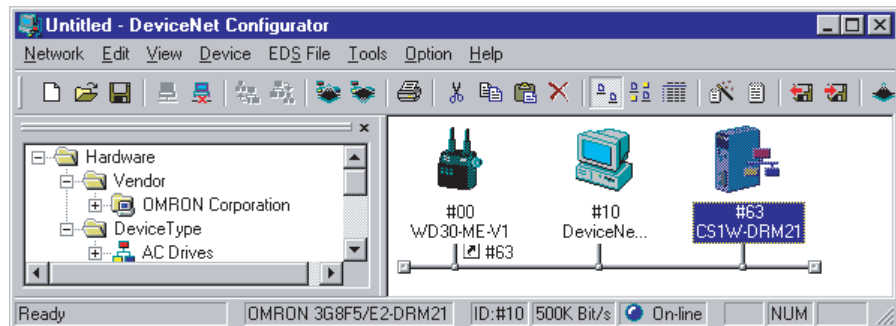 Untitled - DeviceNet Configurator
Network Edit View Device EDS File Tools Option Help
Hardware
Vendor
OMRON Corporation
DeviceType
AC Drives
#00
WD30-ME-V1
#63
#10
DeviceNe...
#63
CS1W-DRM21
Ready OMRON 3G8F5/E2-DRM21 ID:#10 500K Bit/s On-line NUM